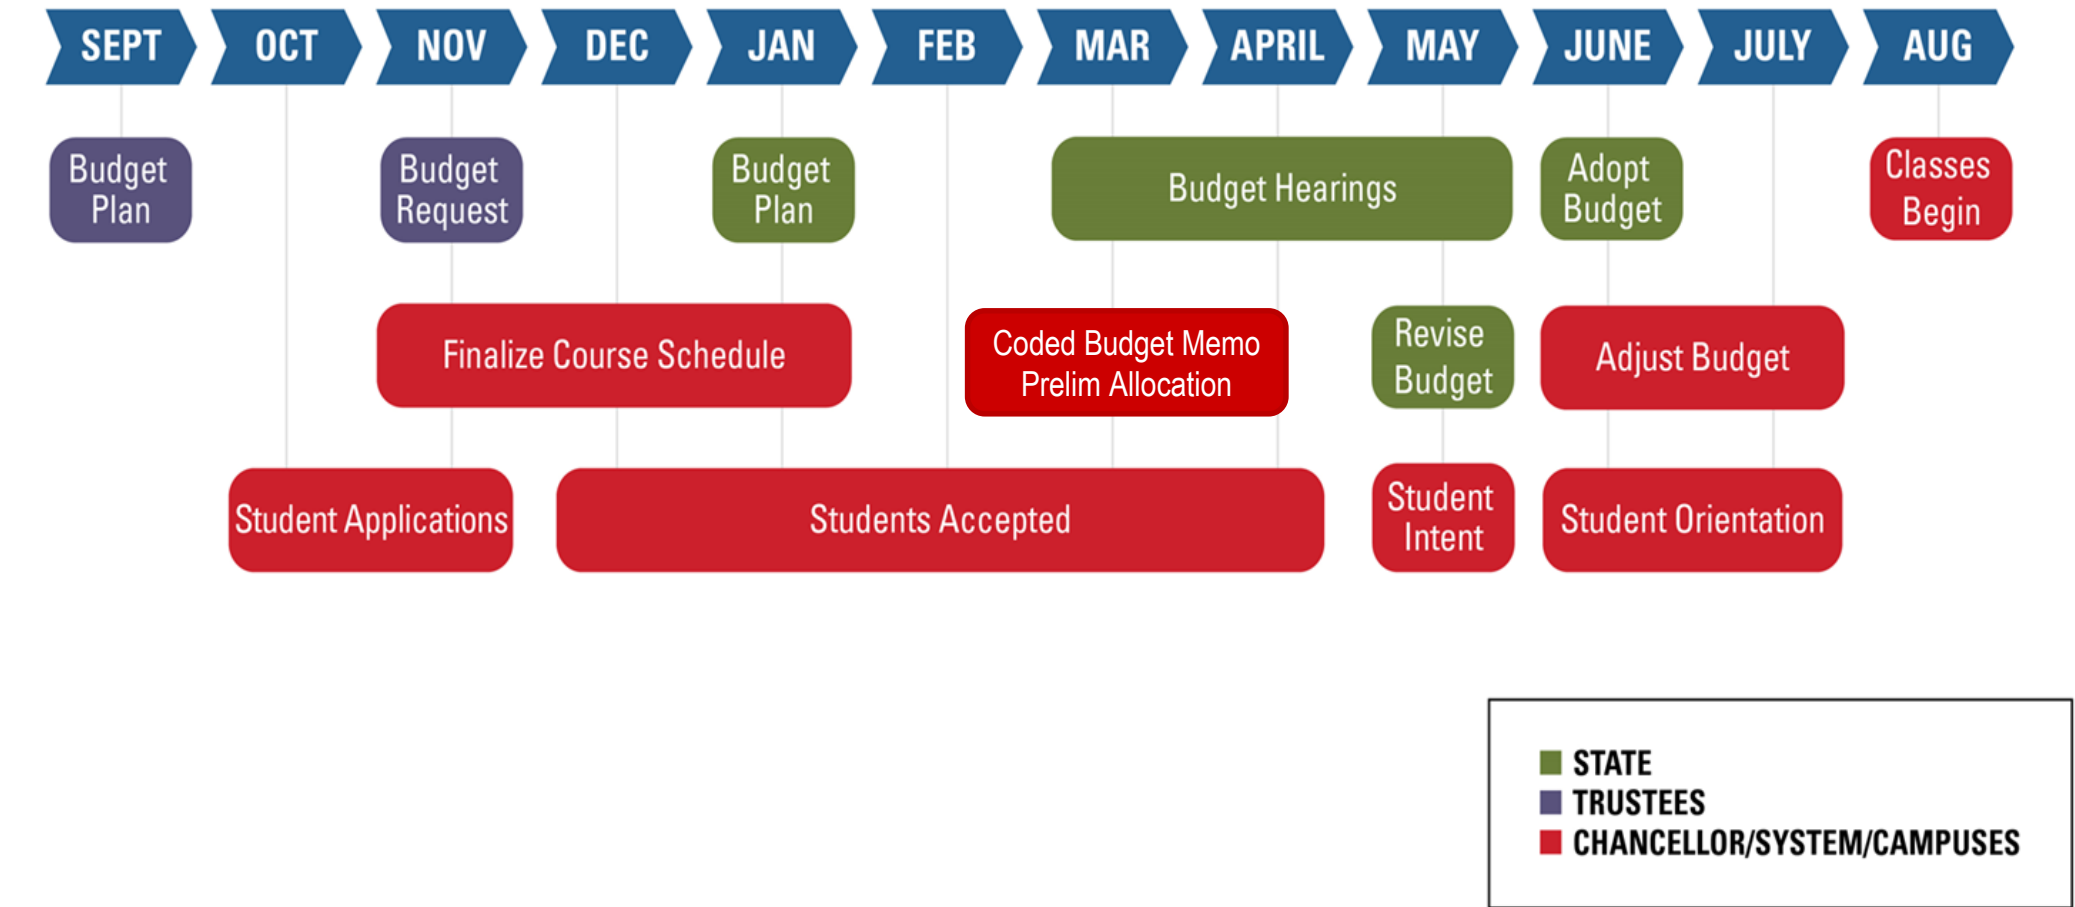 SEPT OCT NOV DEC JAN FEB MAR APRIL MAY JUNE JULY AUG
Budget
Plan
Budget
Request
Budget
Plan
Budget Hearings
Adopt
Budget
Classes
Begin
Finalize Course Schedule
Coded Budget Memo
Prelim Allocation
Revise
Budget
Adjust Budget
Student Applications
Students Accepted
Student
Intent
Student Orientation
STATE
TRUSTEES
CHANCELLOR/SYSTEM/CAMPUSES